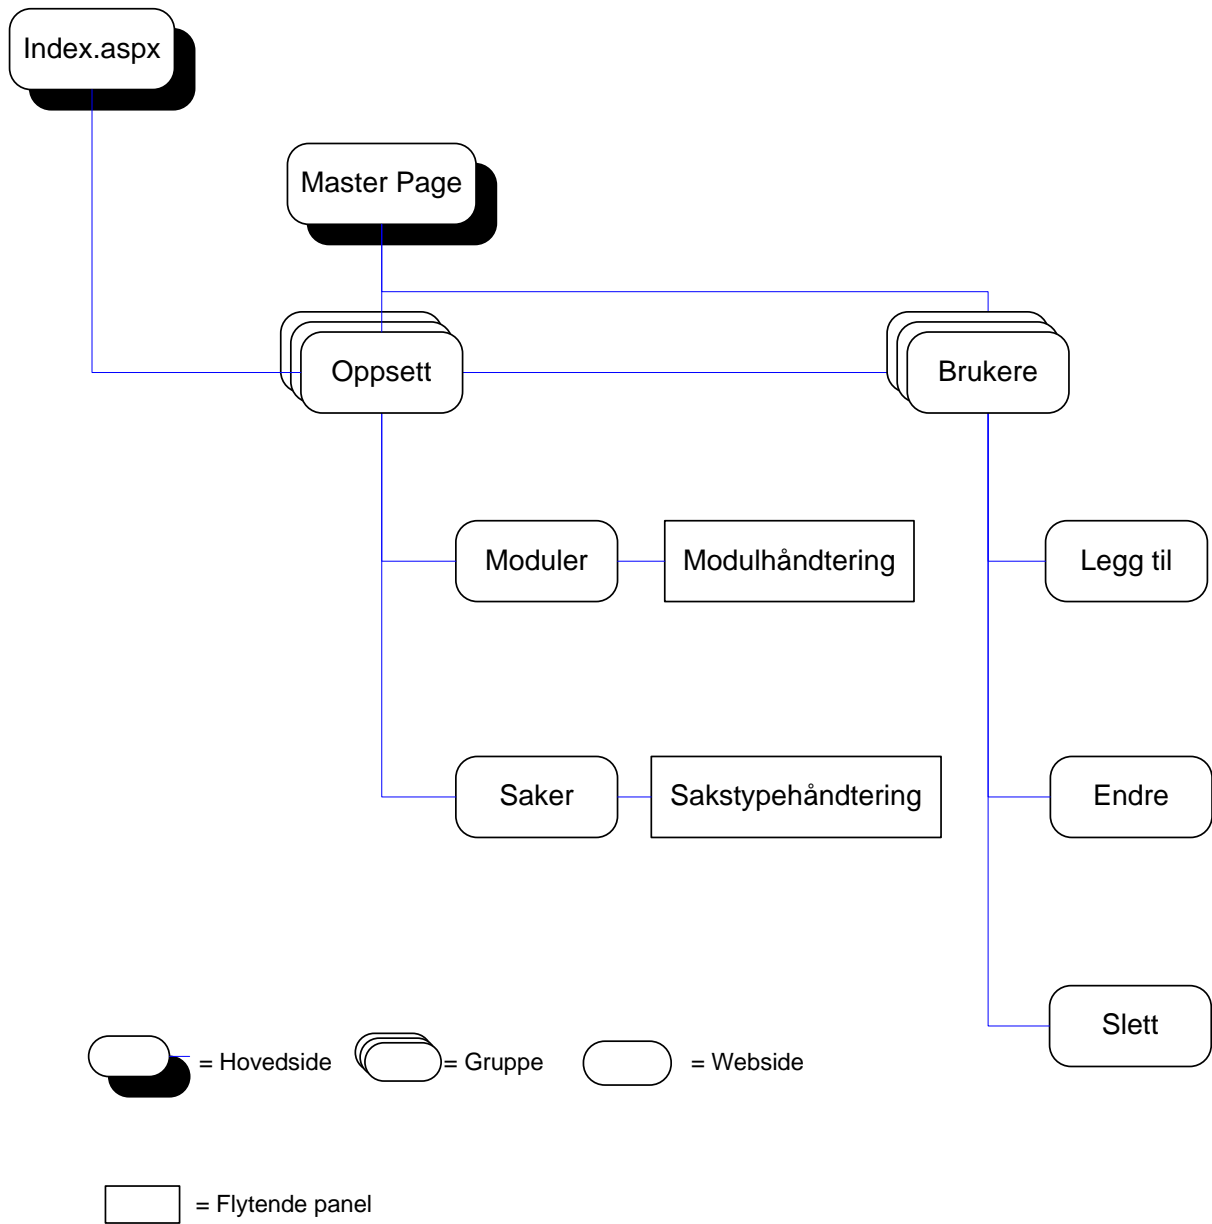 Index.aspx
Master Page
Oppsett
Brukere
Moduler
Modulhåndtering
Legg til
Saker
Sakstypehåndtering
Endre
Slett
= Hovedside
= Gruppe
= Webside
= Flytende panel